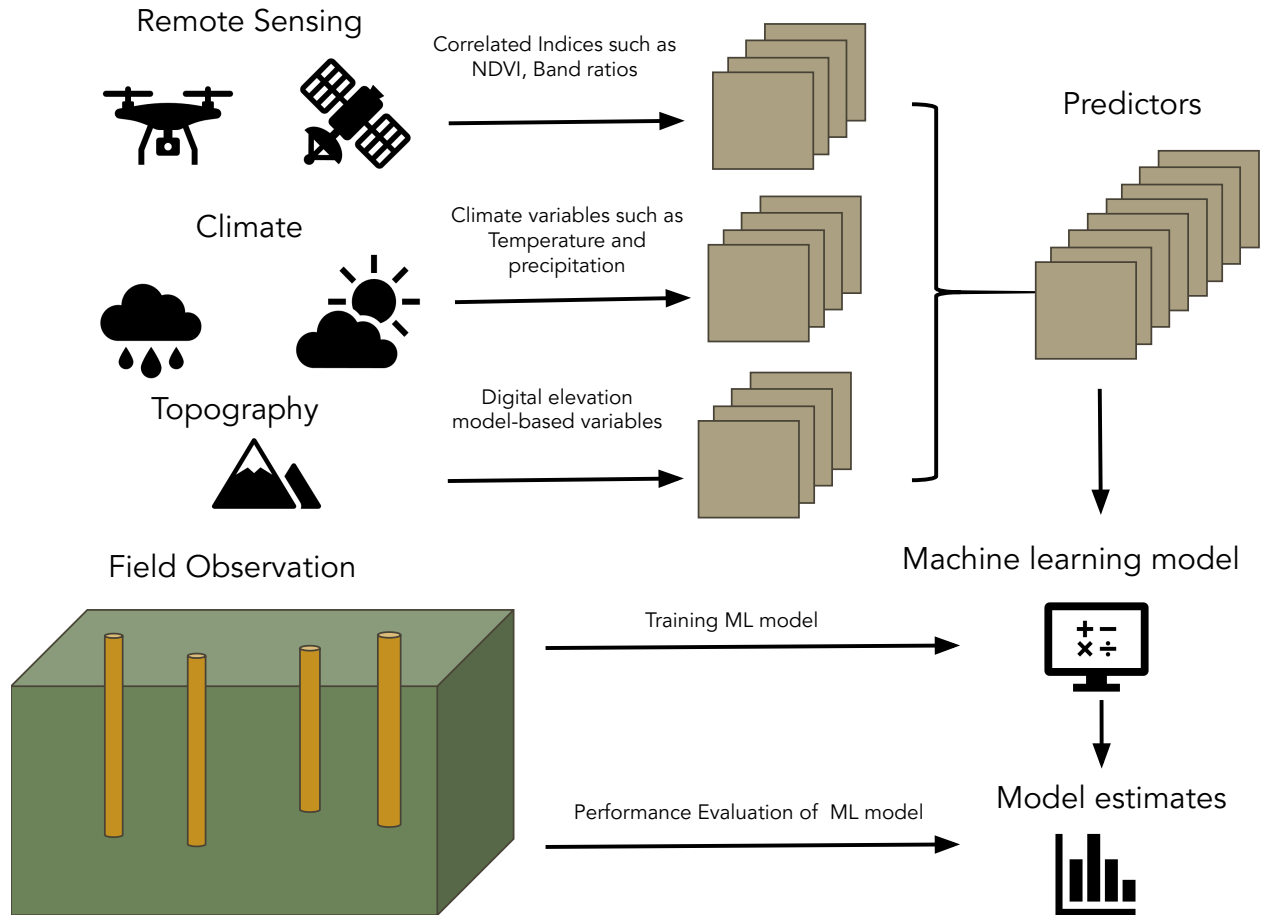 Remote Sensing
Correlated Indices such as
NDVI, Band ratios
Predictors
Climate
Climate variables such as
Temperature and
precipitation
Topography
Digital elevation
model-based variables
Field Observation
Machine learning model
Training ML model
+ −
× ÷
Performance Evaluation of ML model
Model estimates